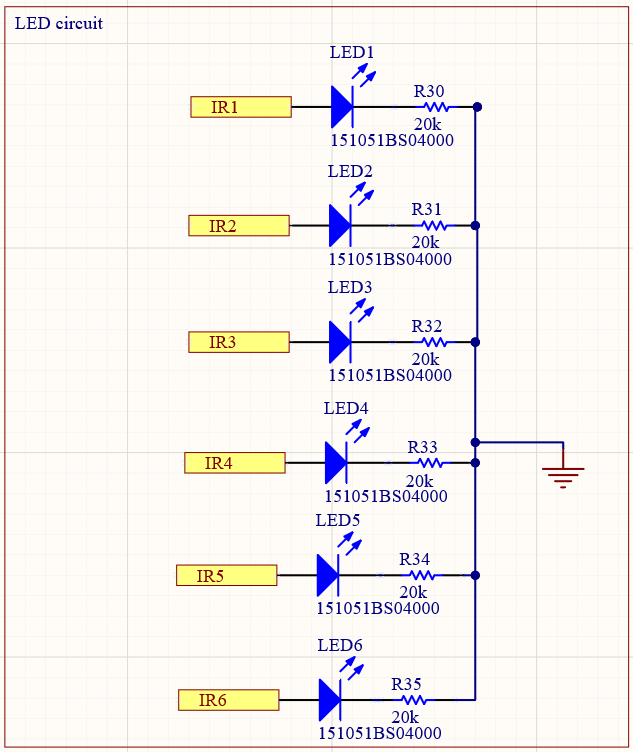 LED circuit
LED1
IR1
R30
20k
151051BS04000
LED2
IR2
R31
20k
151051BS04000
LED3
IR3
R32
20k
151051BS04000
LED4
IR4
R33
20k
151051BS04000
LED5
IR5
R34
20k
151051BS04000
LED6
IR6
R35
20k
151051BS04000